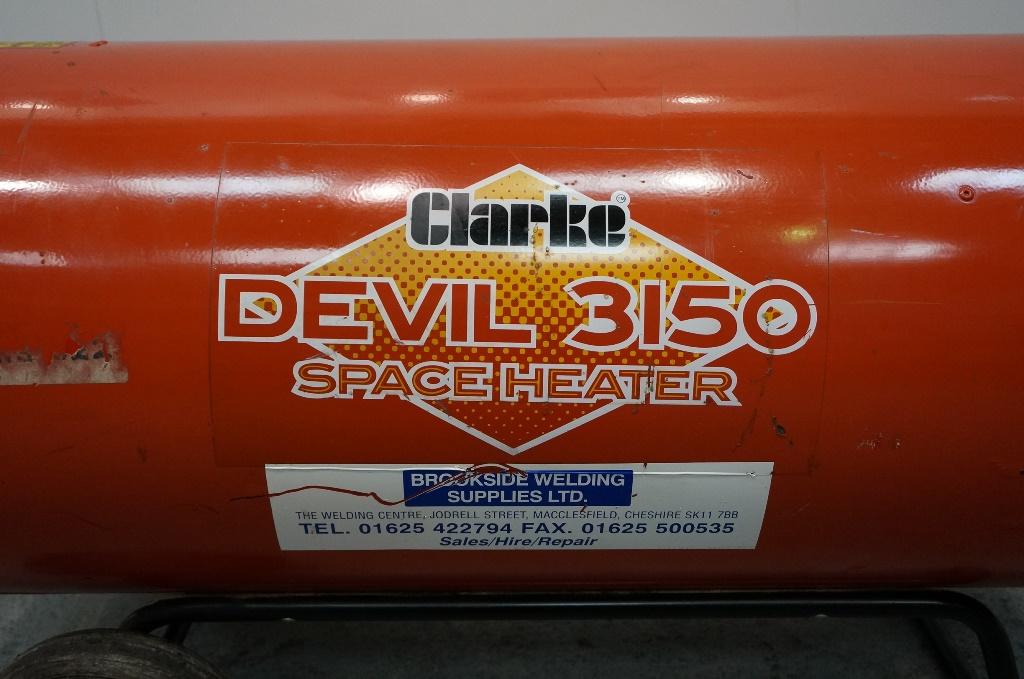 Clarke TM
DEVIL 3150
SPACE HEATER
BROOKSIDE WELDING
SUPPLIES LTD.
THE WELDING CENTRE, JODRELL STREET, MACCLESFIELD, CHESHIRE SK11 7BB
TEL. 01625 422794 FAX. 01625 500535
Sales/Hire/Repair